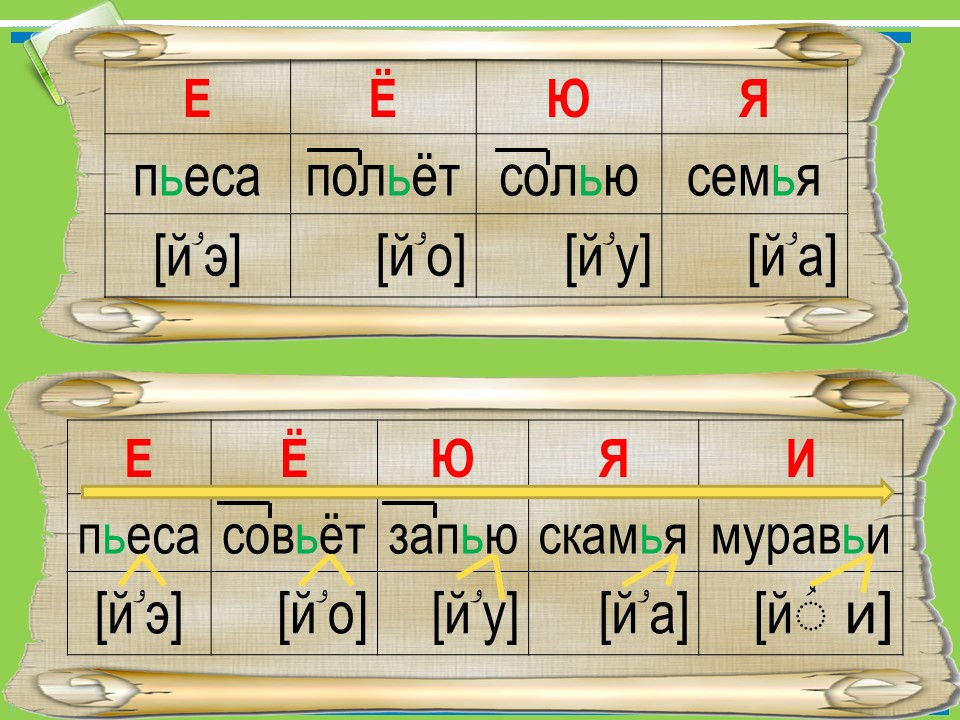 Е Ё Ю Я
пьеса польёт солью семья
[й̛э] [й̛о] [й̛у] [й̛а]
Е Ё Ю Я И
пьеса совьёт запью скамья муравьи
[й̛э] [й̛о] [й̛у] [й̛а] [й ̛ и]